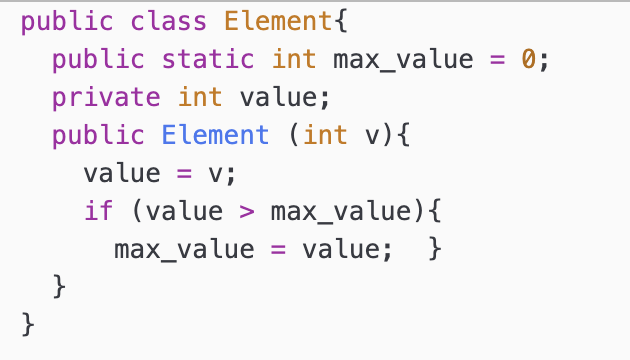 public class Element{
  public static int max_value = 0;
  private int value;
  public Element (int v){
    value = v;
    if (value > max_value){
      max_value = value;  }
  }
}